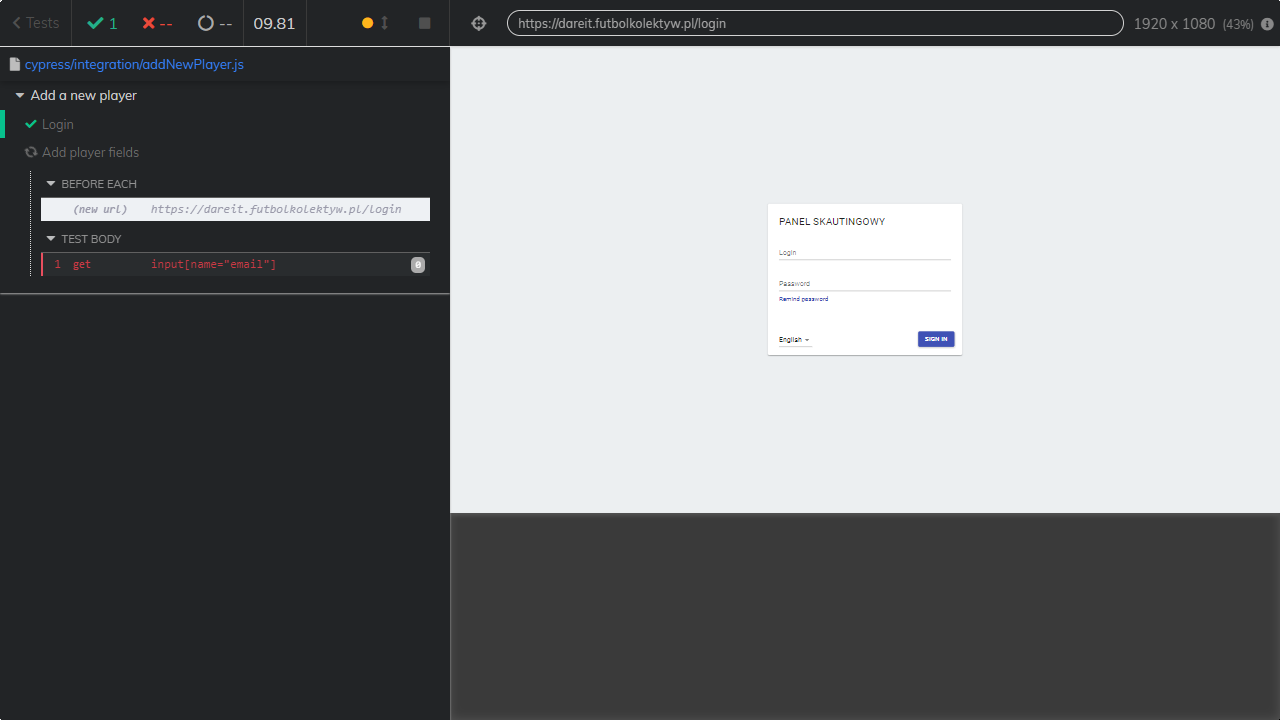 Tests 1 -- -- 09.81 https://dareit.futbolkolektyw.pl/login 1920 x 1080 (43%)
cypress/integration/addNewPlayer.js
Add a new player
Login
Add player fields
BEFORE EACH
(new url) https://dareit.futbolkolektyw.pl/login
TEST BODY
1 get input[name="email"] 0
PANEL SKAUTINGOWY
Login
Password
Remind password
English SIGN IN